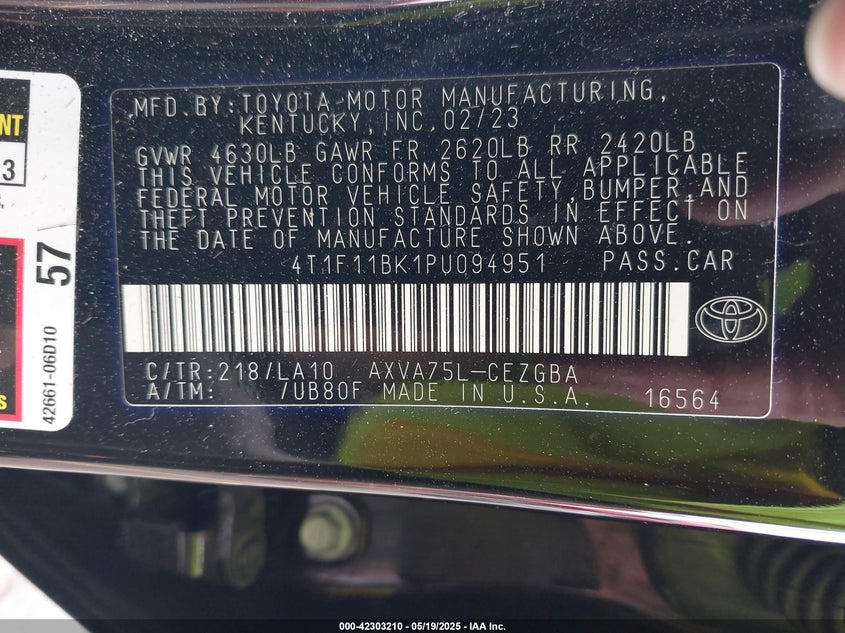 MFD.BY:TOYOTA MOTOR MANUFACTURING,
KENTUCKY,INC.02/23
GVWR 4630LB GAWR FR 2620LB RR 2420LB
THIS VEHICLE CONFORMS TO ALL APPLICABLE
FEDERAL MOTOR VEHICLE SAFETY,BUMPER,AND
THEFT PREVENTION STANDARDS IN EFFECT ON
THE DATE OF MANUFACTURE SHOWN ABOVE.
4T1F11BK1PU094951 PASS.CAR
C/TR:218/LA10 AXVA75L-CEZGBA
A/TM: 7UB80F MADE IN U.S.A. 16564
57
42661-06D10
000-42303210 - 05/19/2025 - IAA Inc.